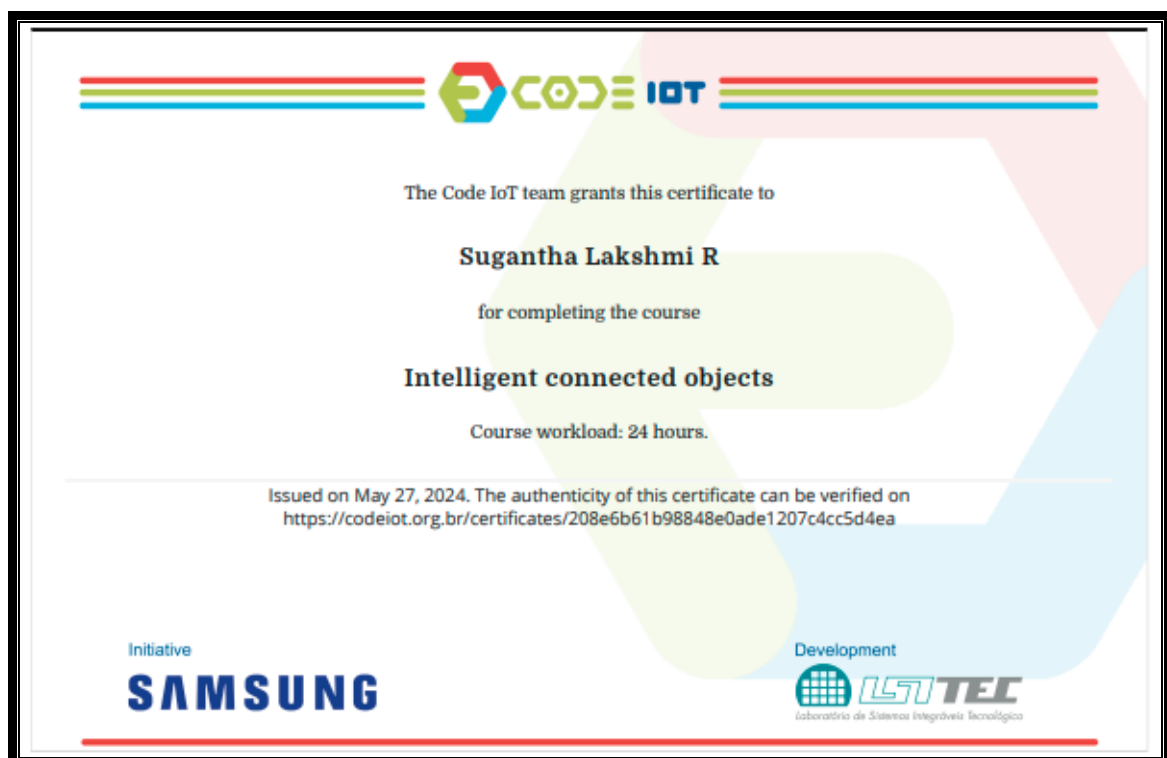 CODE IOT
The Code IoT team grants this certificate to
Sugantha Lakshmi R
for completing the course
Intelligent connected objects
Course workload: 24 hours.
Issued on May 27, 2024. The authenticity of this certificate can be verified on
https://codeiot.org.br/certificates/208e6b61b98848e0ade1207c4cc5d4ea
Initiative
SAMSUNG
Development
LSITEC
Laboratório de Sistemas Integráveis Tecnológico